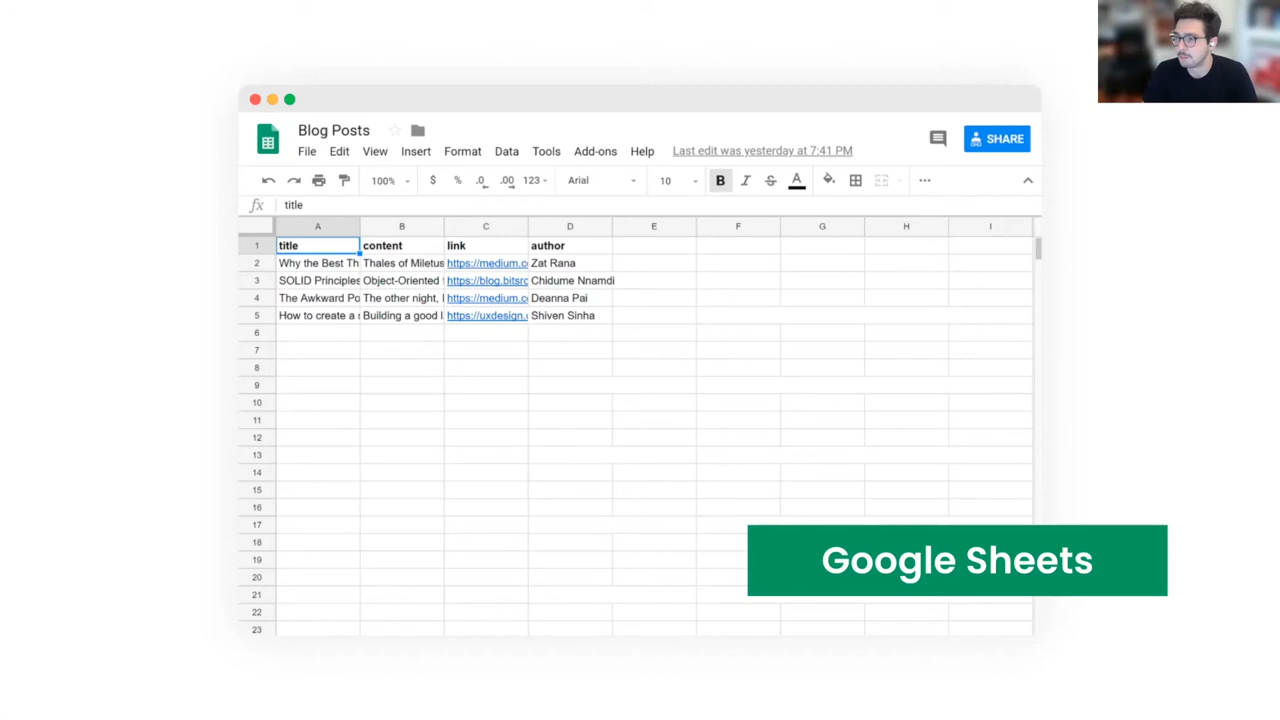 Blog Posts
File Edit View Insert Format Data Tools Add-ons Help Last edit was yesterday at 7:41 PM SHARE
100% $ % .0 .00 123 Arial 10 B I S A ...
fx title
A B C D E F G H I
1 title content link author
2 Why the Best Th Thales of Miletus https://medium.co Zat Rana
3 SOLID Principles Object-Oriented https://blog.bitsrc Chidume Nnamdi
4 The Awkward Po The other night, https://medium.co Deanna Pai
5 How to create a Building a good https://uxdesign. Shiven Sinha
6
7
8
9
10
11
12
13
14
15
16
17
18
19
20
21
22
23
Google Sheets